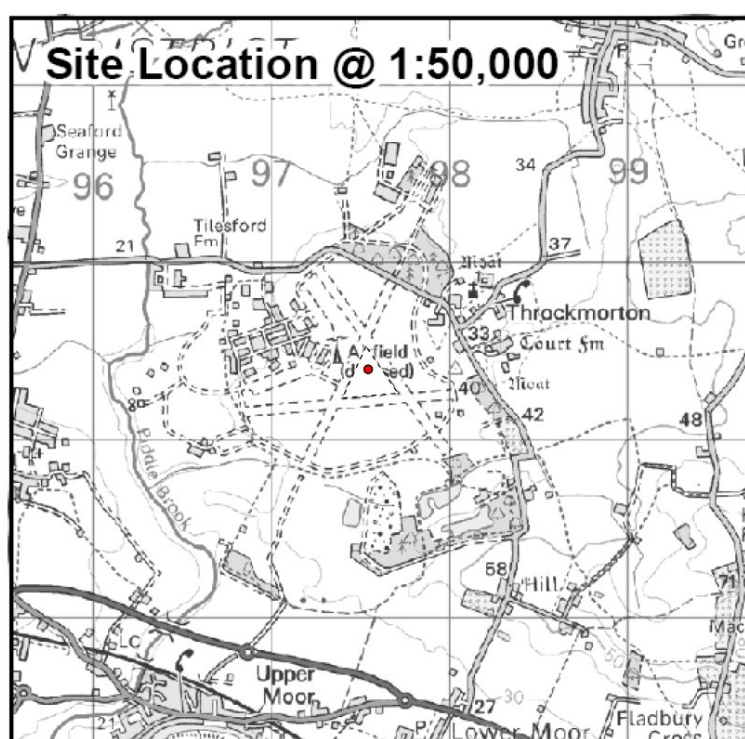 Site Location @ 1:50,000
P
Seaford
Grange
96
97
98
99
34
Tilesford
Fm
21
37
Moat
Throckmorton
33
Court Fm
40
Moat
42
48
Piddle Brook
58
Hill
71
LC
Upper
Moor
50
30
27
21
P
Lower Moor
Fladbury
Cross